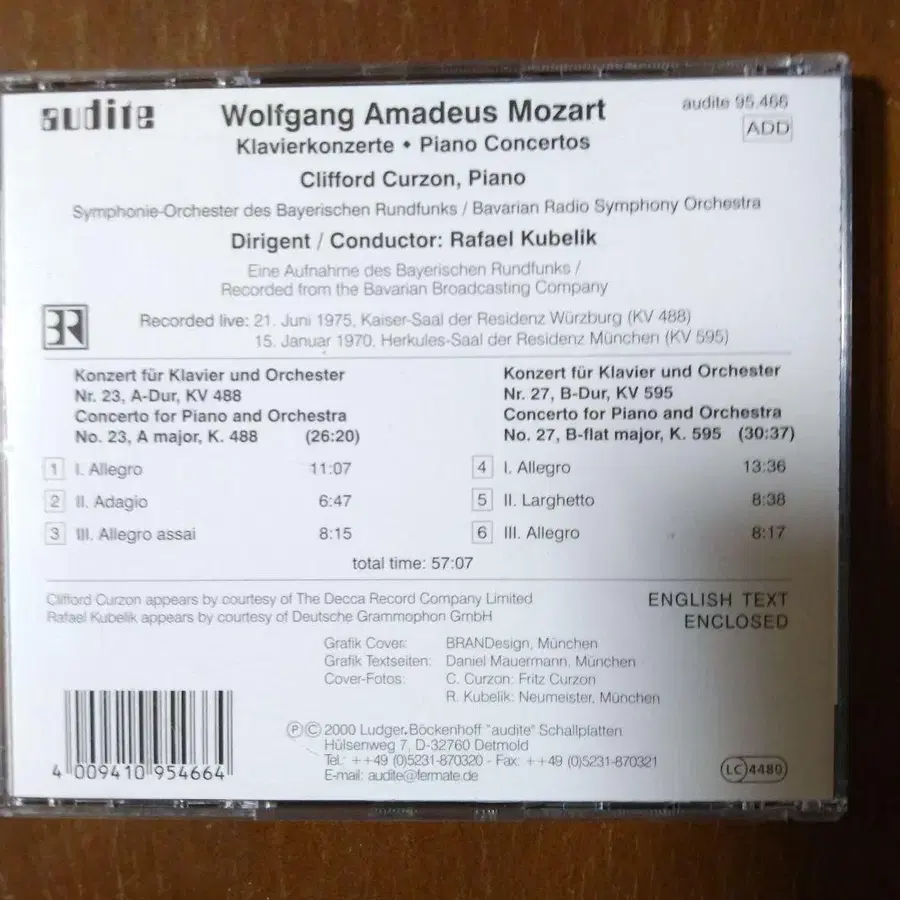 audite
Wolfgang Amadeus Mozart
audite 95.466
ADD
Klavierkonzerte • Piano Concertos
Clifford Curzon, Piano
Symphonie-Orchester des Bayerischen Rundfunks / Bavarian Radio Symphony Orchestra
Dirigent / Conductor: Rafael Kubelik
Eine Aufnahme des Bayerischen Rundfunks /
Recorded from the Bavarian Broadcasting Company
BR
Recorded live: 21. Juni 1975, Kaiser-Saal der Residenz Würzburg (KV 488)
15. Januar 1970, Herkules-Saal der Residenz München (KV 595)
Konzert für Klavier und Orchester
Nr. 23, A-Dur, KV 488
Concerto for Piano and Orchestra
No. 23, A major, K. 488 (26:20)
1 I. Allegro 11:07
2 II. Adagio 6:47
3 III. Allegro assai 8:15
Konzert für Klavier und Orchester
Nr. 27, B-Dur, KV 595
Concerto for Piano and Orchestra
No. 27, B-flat major, K. 595 (30:37)
4 I. Allegro 13:36
5 II. Larghetto 8:38
6 III. Allegro 8:17
total time: 57:07
Clifford Curzon appears by courtesy of The Decca Record Company Limited
Rafael Kubelik appears by courtesy of Deutsche Grammophon GmbH
ENGLISH TEXT
ENCLOSED
Grafik Cover: BRANDesign, München
Grafik Textseiten: Daniel Mauermann, München
Cover-Fotos: C. Curzon: Fritz Curzon
R. Kubelik: Neumeister, München
Ⓟ Ⓒ 2000 Ludger Böckenhoff "audite" Schallplatten
Hülsenweg 7, D-32760 Detmold
Tel.: ++49 (0)5231-870320 - Fax: ++49 (0)5231-870321
E-mail: audite@fermate.de
4 009410 954664
LC 4480